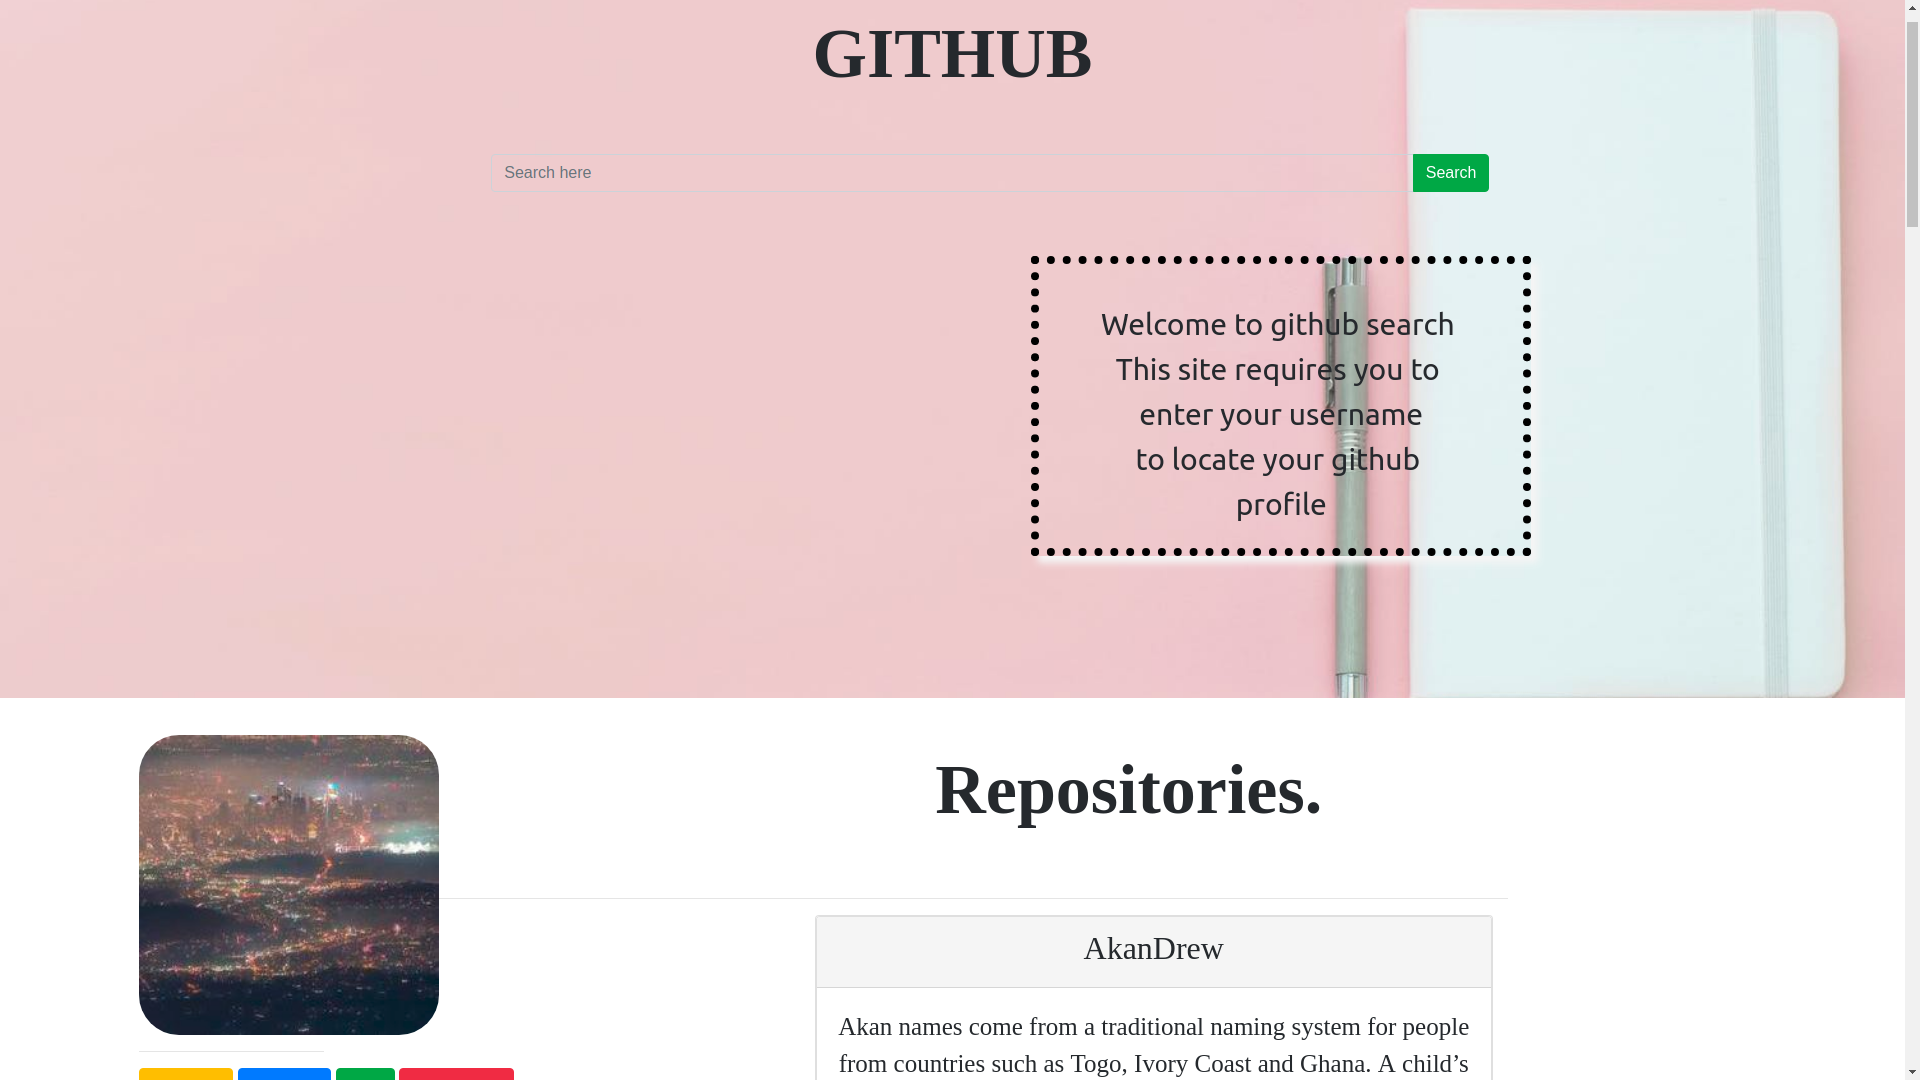 GITHUB
Search here
Search
Welcome to github search
This site requires you to
enter your username
to locate your github
profile
Repositories.
AkanDrew
Akan names come from a traditional naming system for people
from countries such as Togo, Ivory Coast and Ghana. A child’s